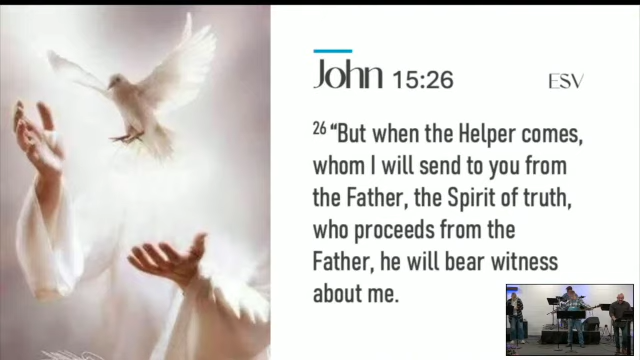 John 15:26 ESV
26 “But when the Helper comes,
whom I will send to you from
the Father, the Spirit of truth,
who proceeds from the
Father, he will bear witness
about me.